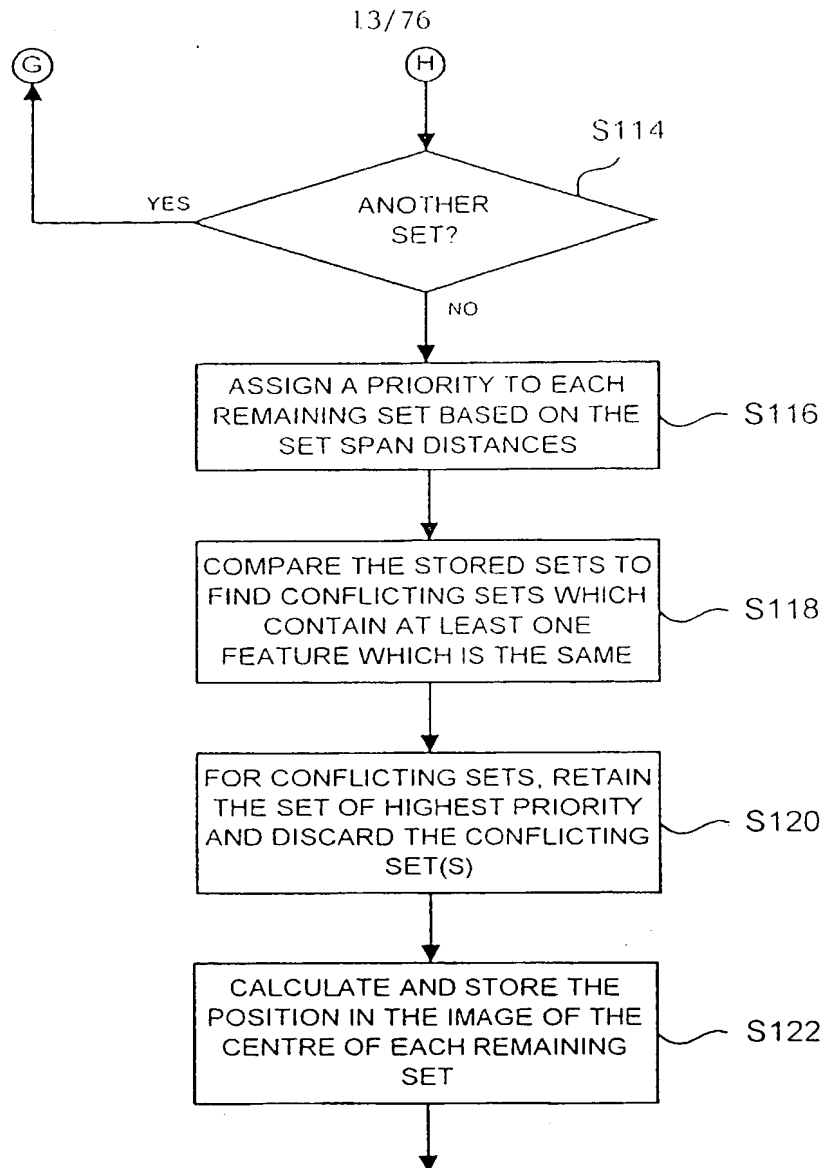 13/76
G
H
S114
YES
ANOTHER
SET?
NO
ASSIGN A PRIORITY TO EACH
REMAINING SET BASED ON THE
SET SPAN DISTANCES
S116
COMPARE THE STORED SETS TO
FIND CONFLICTING SETS WHICH
CONTAIN AT LEAST ONE
FEATURE WHICH IS THE SAME
S118
FOR CONFLICTING SETS, RETAIN
THE SET OF HIGHEST PRIORITY
AND DISCARD THE CONFLICTING
SET(S)
S120
CALCULATE AND STORE THE
POSITION IN THE IMAGE OF THE
CENTRE OF EACH REMAINING
SET
S122